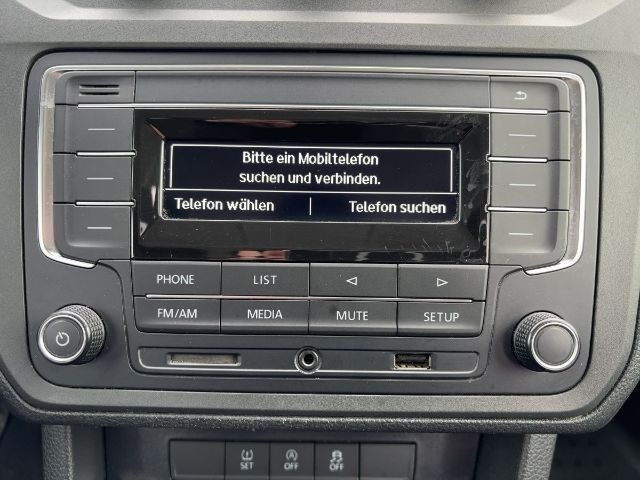 Bitte ein Mobiltelefon
suchen und verbinden.
Telefon wählen | Telefon suchen
PHONE LIST
FM/AM MEDIA MUTE SETUP
SET OFF OFF